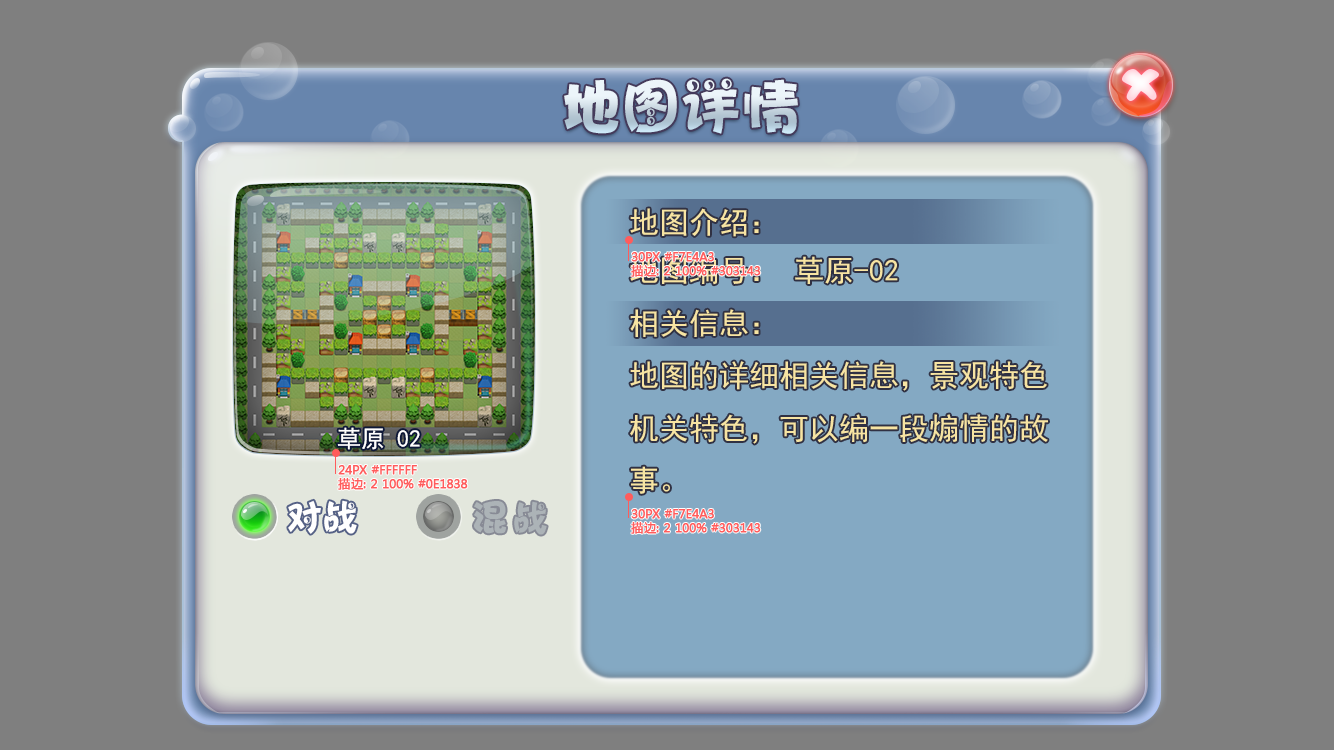 地图详情
草原 02
24PX #FFFFFF
描边: 2 100% #0E1838
对战
混战
地图介绍:
30PX #F7E4A3
描边: 2 100% #303143
地图编号: 草原-02
相关信息:
地图的详细相关信息，景观特色
机关特色，可以编一段煽情的故
事。
30PX #F7E4A3
描边: 2 100% #303143